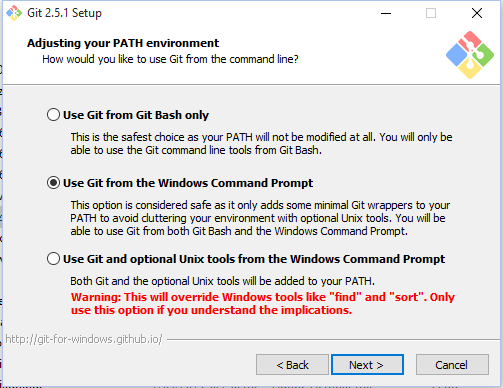 Git 2.5.1 Setup
Adjusting your PATH environment
How would you like to use Git from the command line?
Use Git from Git Bash only
This is the safest choice as your PATH will not be modified at all. You will only
be able to use the Git command line tools from Git Bash.
Use Git from the Windows Command Prompt
This option is considered safe as it only adds some minimal Git wrappers to your
PATH to avoid cluttering your environment with optional Unix tools. You will be
able to use Git from both Git Bash and the Windows Command Prompt.
Use Git and optional Unix tools from the Windows Command Prompt
Both Git and the optional Unix tools will be added to your PATH.
Warning: This will override Windows tools like "find" and "sort". Only
use this option if you understand the implications.
http://git-for-windows.github.io/
< Back
Next >
Cancel